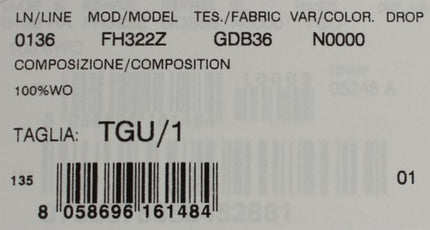 LN/LINE MOD/MODEL TES./FABRIC VAR/COLOR. DROP
0136 FH322Z GDB36 N0000
COMPOSIZIONE/COMPOSITION
100%WO
TAGLIA: TGU/1
135 01
8 058696 161484